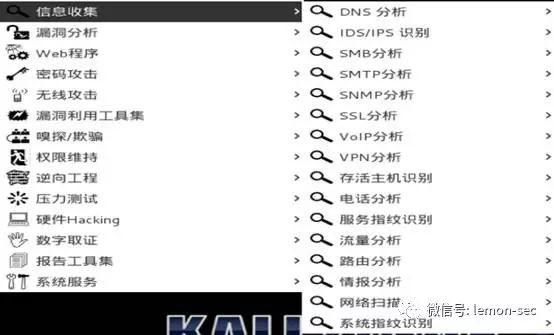 信息收集
漏洞分析
Web程序
密码攻击
无线攻击
漏洞利用工具集
嗅探/欺骗
权限维持
逆向工程
压力测试
硬件Hacking
数字取证
报告工具集
系统服务
DNS 分析
IDS/IPS 识别
SMB分析
SMTP分析
SNMP分析
SSL分析
VoIP分析
VPN分析
存活主机识别
电话分析
服务指纹识别
流量分析
路由分析
情报分析
网络扫描
系统指纹识别
微信号: lemon-sec